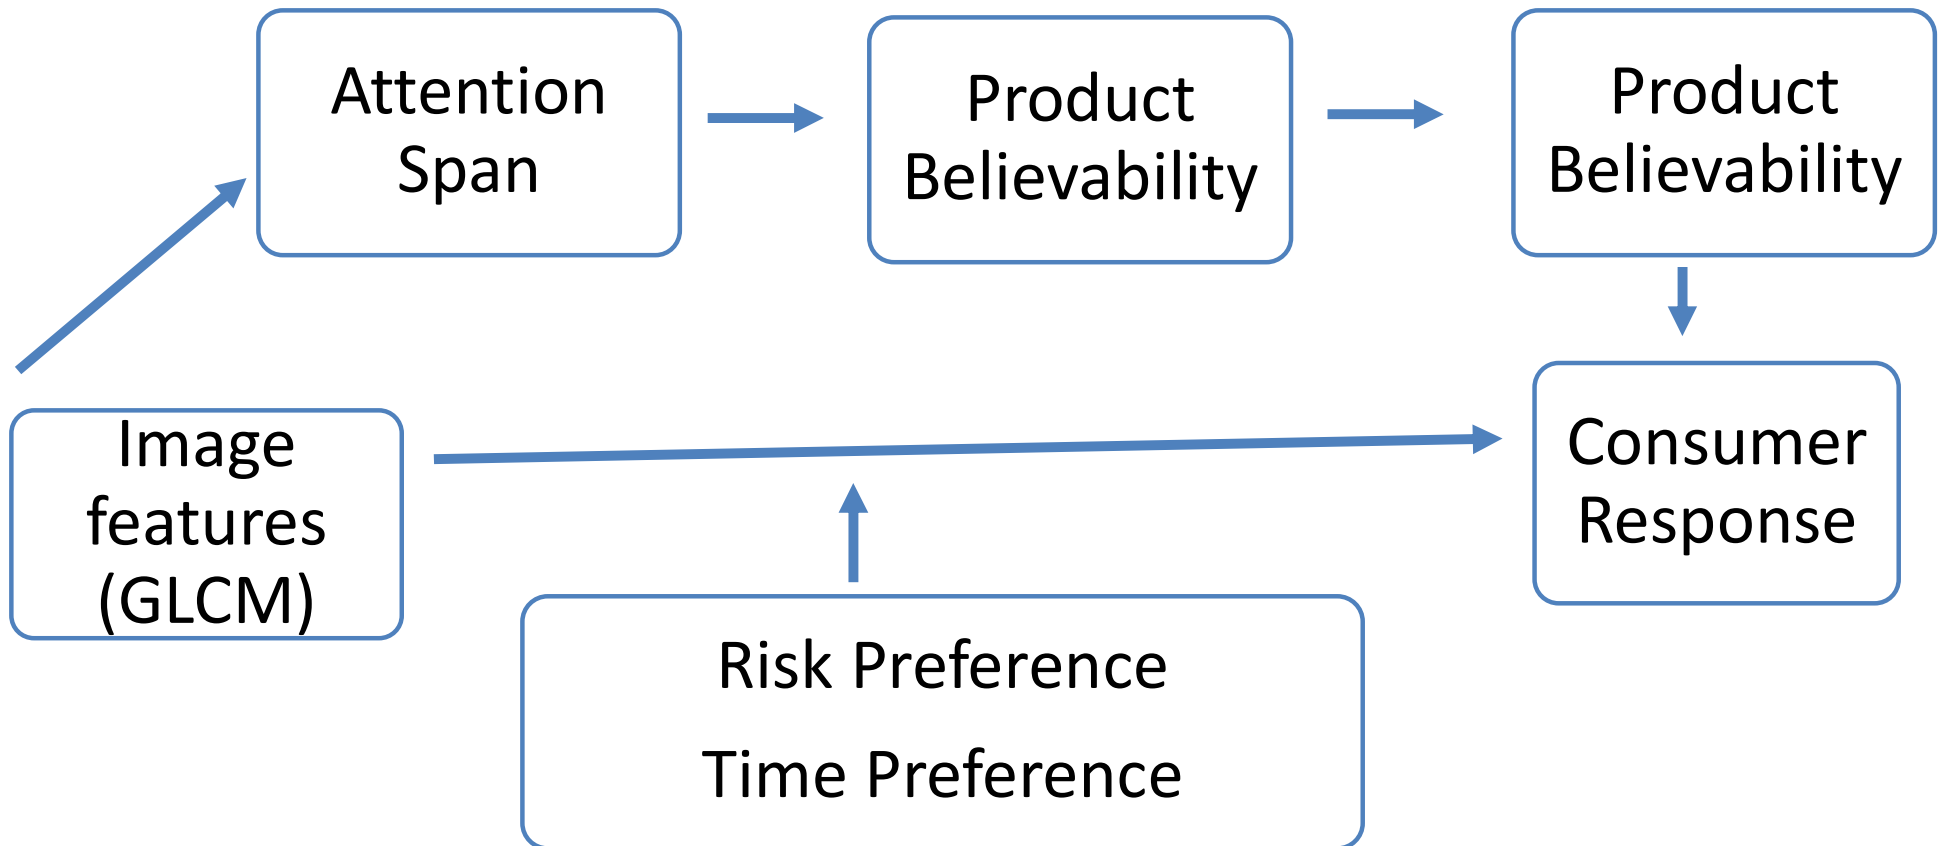 Attention
Span
Product
Believability
Product
Believability
Image
features
(GLCM)
Consumer
Response
Risk Preference
Time Preference